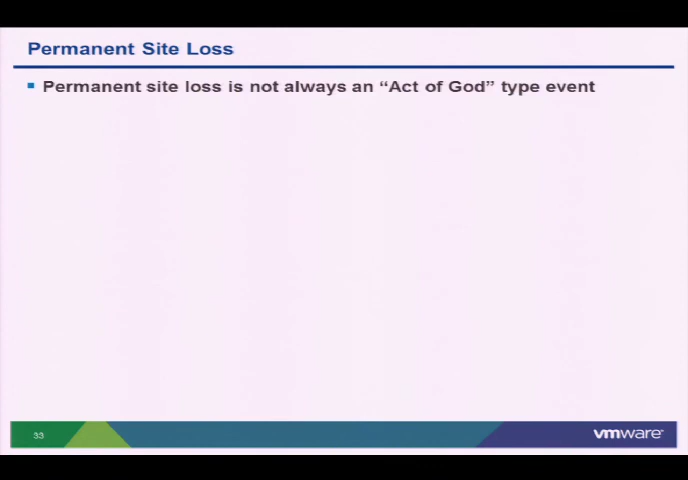 Permanent Site Loss
Permanent site loss is not always an “Act of God” type event
33
vmware